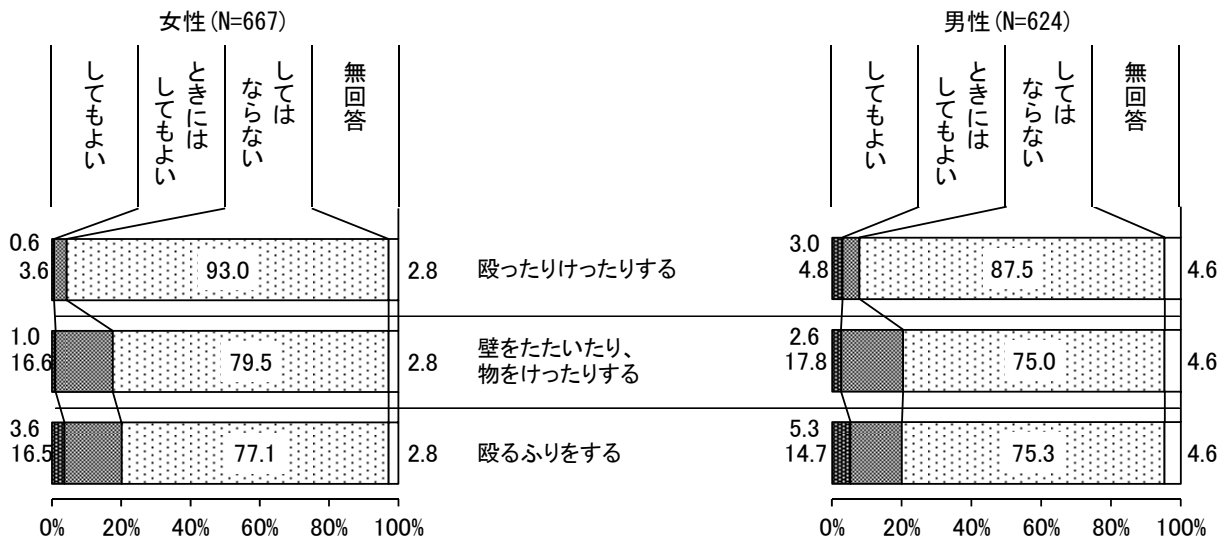 女性(N=667)
してもよい
ときには
してもよい
しては
ならない
無回答
0.6
3.6
93.0
2.8
1.0
16.6
79.5
2.8
3.6
16.5
77.1
2.8
0% 20% 40% 60% 80% 100%
殴ったりけったりする
壁をたたいたり、
物をけったりする
殴るふりをする
男性(N=624)
してもよい
ときには
してもよい
しては
ならない
無回答
3.0
4.8
87.5
4.6
2.6
17.8
75.0
4.6
5.3
14.7
75.3
4.6
0% 20% 40% 60% 80% 100%